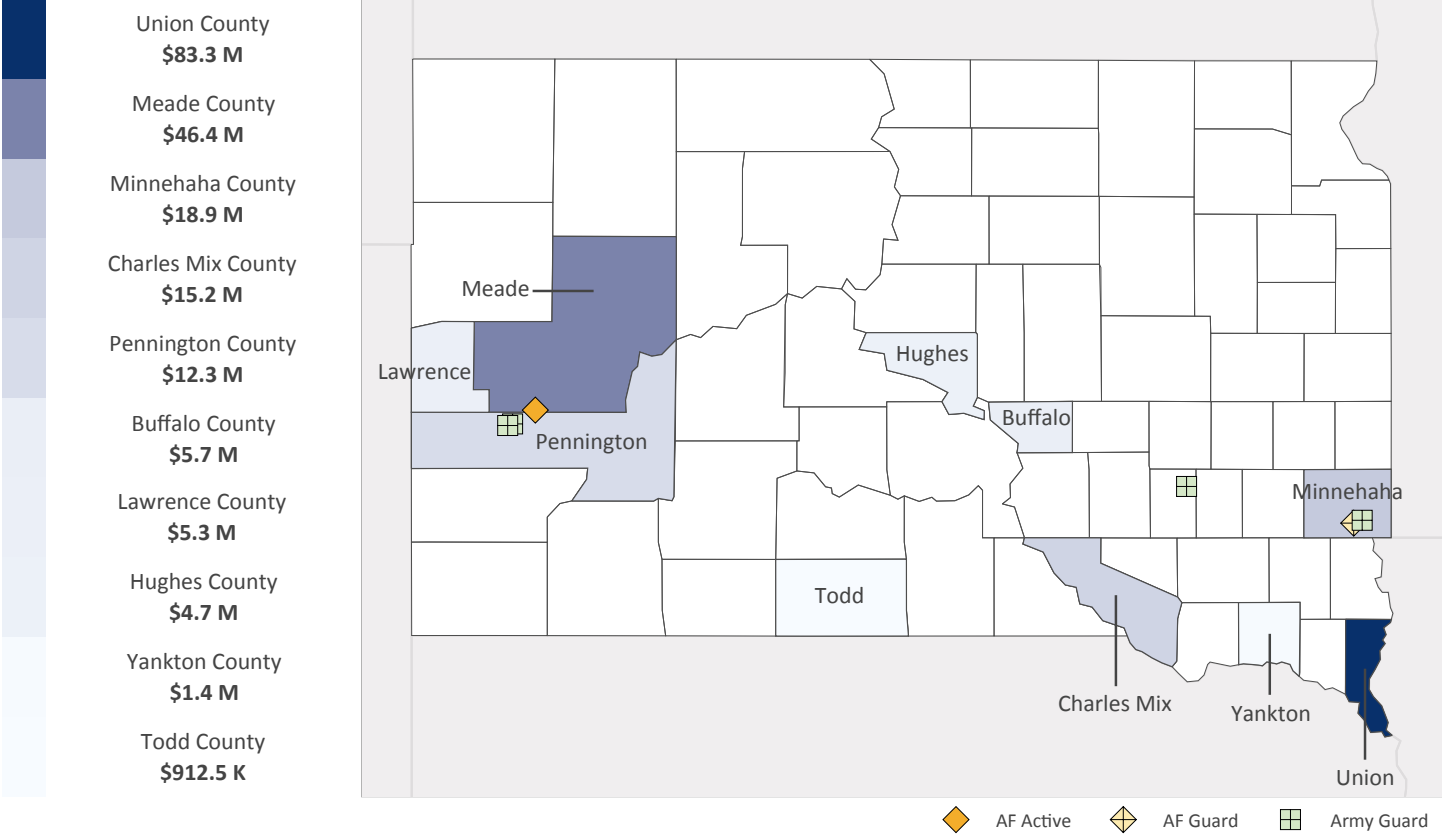 Union County
$83.3 M
Meade County
$46.4 M
Minnehaha County
$18.9 M
Charles Mix County
$15.2 M
Pennington County
$12.3 M
Buffalo County
$5.7 M
Lawrence County
$5.3 M
Hughes County
$4.7 M
Yankton County
$1.4 M
Todd County
$912.5 K
Meade
Lawrence
Hughes
Buffalo
Pennington
Minnehaha
Todd
Charles Mix
Yankton
Union
AF Active
AF Guard
Army Guard